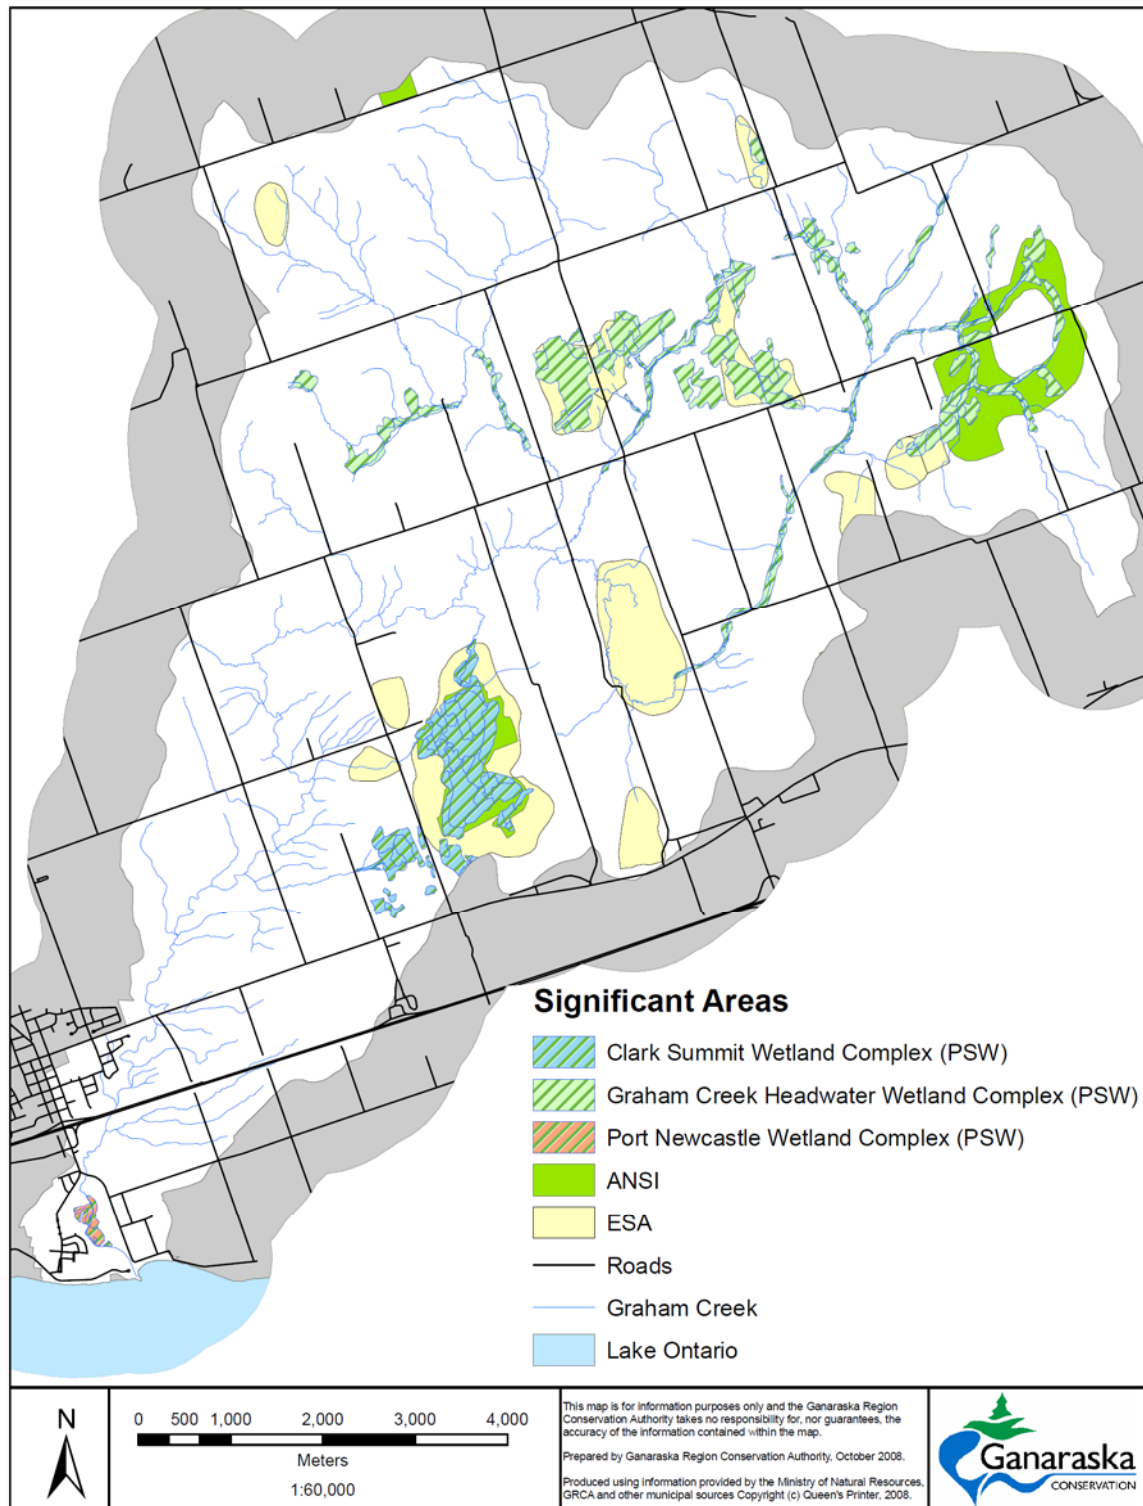 Significant Areas
Clark Summit Wetland Complex (PSW)
Graham Creek Headwater Wetland Complex (PSW)
Port Newcastle Wetland Complex (PSW)
ANSI
ESA
Roads
Graham Creek
Lake Ontario
N
0 500 1,000 2,000 3,000 4,000
Meters
1:60,000
This map is for information purposes only and the Ganaraska Region
Conservation Authority takes no responsibility for, nor guarantees, the
accuracy of the information contained within the map.
Prepared by Ganaraska Region Conservation Authority, October 2008.
Produced using information provided by the Ministry of Natural Resources,
GRCA and other municipal sources Copyright (c) Queen's Printer, 2008.
Ganaraska
CONSERVATION